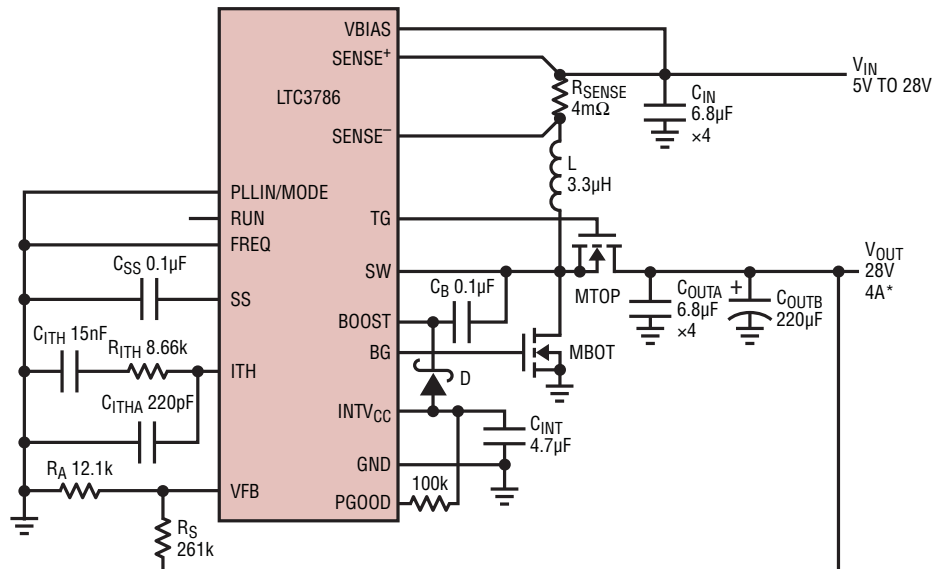 VBIAS
SENSE+
LTC3786
SENSE–
PLLIN/MODE
RUN
FREQ
TG
SW
SS
BOOST
BG
ITH
INTVCC
GND
VFB
PGOOD
VIN
5V TO 28V
RSENSE
4mΩ
CIN
6.8µF
×4
L
3.3µH
CSS 0.1µF
CB 0.1µF
MTOP
VOUT
28V
4A*
COUTA
6.8µF
×4
+
COUTB
220µF
CITH 15nF
RITH 8.66k
MBOT
D
CITHA 220pF
CINT
4.7µF
RA 12.1k
100k
RS
261k